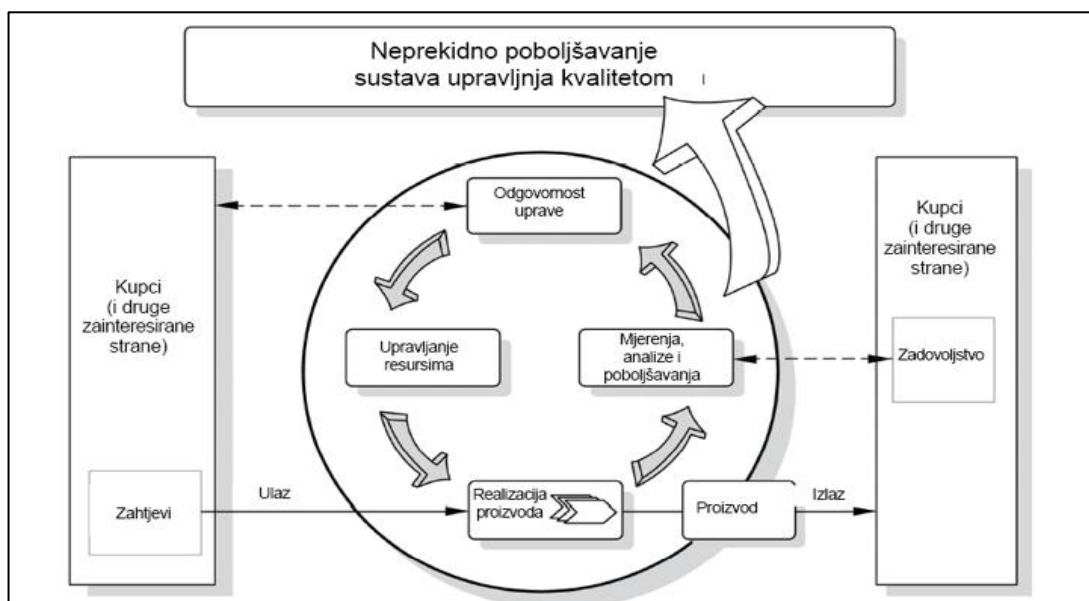 Neprekidno poboljšavanje
sustava upravljnja kvalitetom
Odgovornost
uprave
Kupci
(i druge
zainteresirane
strane)
Kupci
(i druge
zainteresirane
strane)
Upravljanje
resursima
Mjerenja,
analize i
poboljšavanja
Zadovoljstvo
Zahtjevi
Ulaz
Realizacija
proizvoda
Proizvod
Izlaz